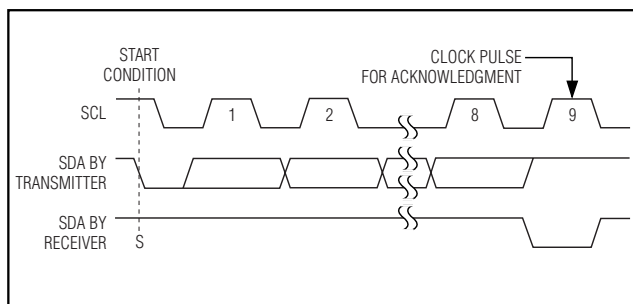 START
CONDITION
CLOCK PULSE
FOR ACKNOWLEDGMENT
SCL
1
2
8
9
SDA BY
TRANSMITTER
SDA BY
RECEIVER
S